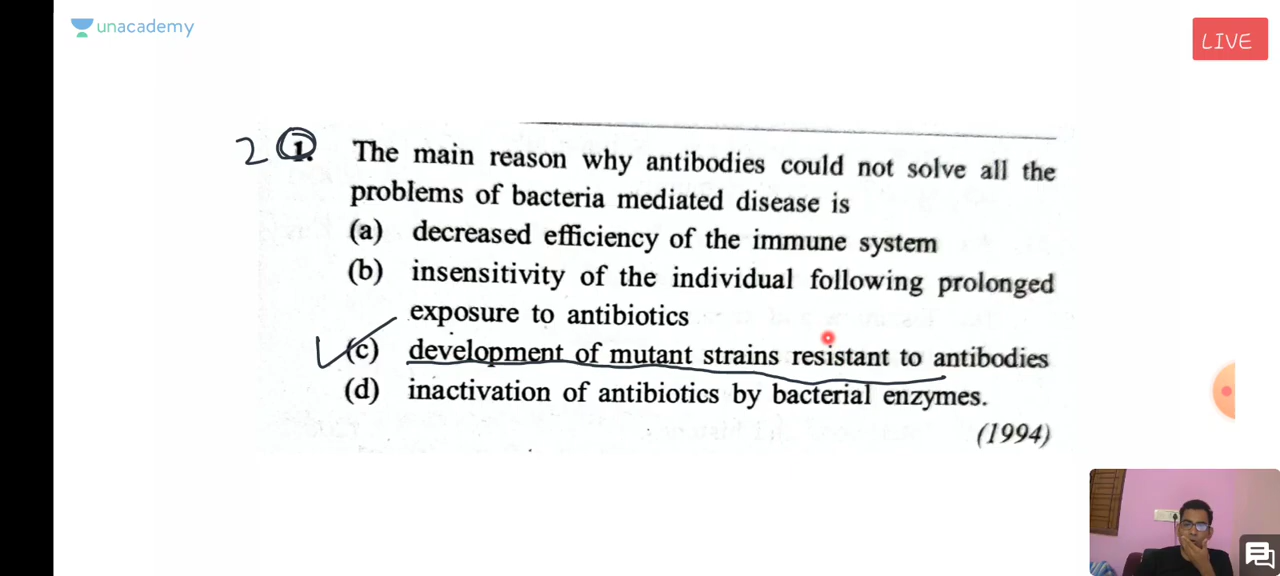 unacademy
LIVE
2 1. The main reason why antibodies could not solve all the
problems of bacteria mediated disease is
(a) decreased efficiency of the immune system
(b) insensitivity of the individual following prolonged
exposure to antibiotics
(c) development of mutant strains resistant to antibodies
(d) inactivation of antibiotics by bacterial enzymes.
(1994)